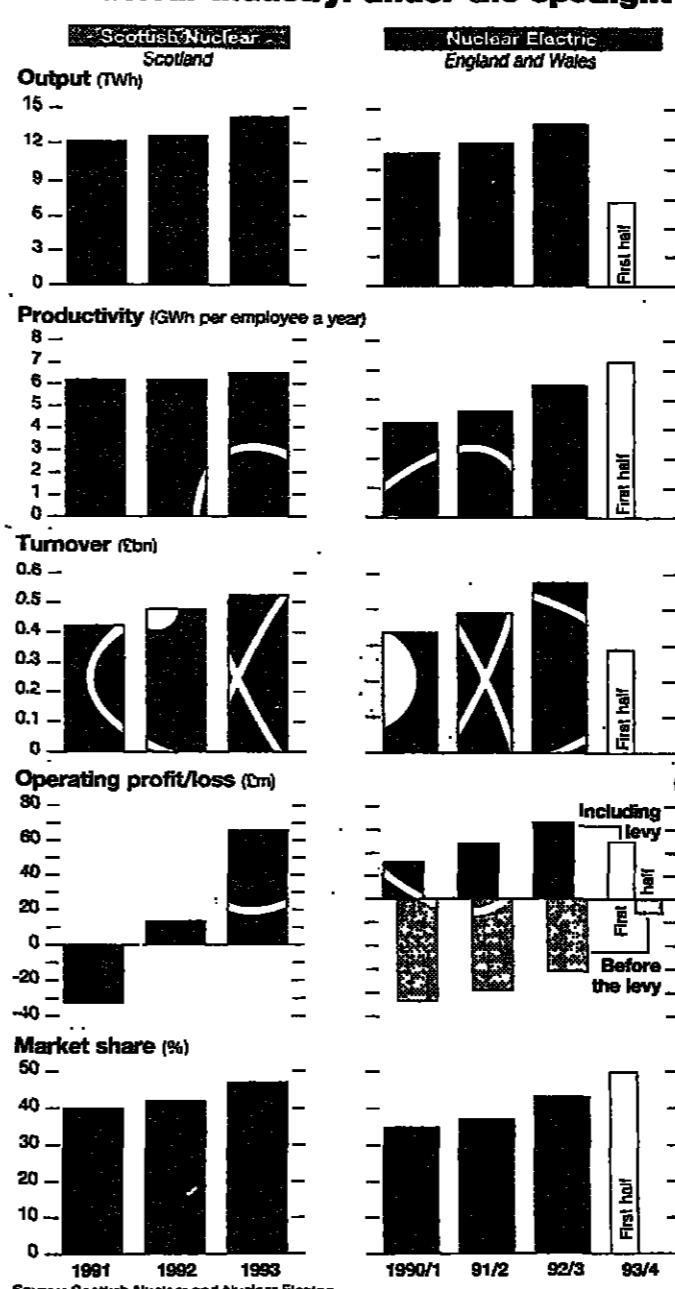 under the spotlight
Scottish Nuclear
Scotland
Nuclear Electric
England and Wales
Output (TWh)
15
12
9
6
3
0
First half
Productivity (GWh per employee a year)
8
7
6
5
4
3
2
1
0
First half
Turnover (£bn)
0.6
0.5
0.4
0.3
0.2
0.1
0
First half
Operating profit/loss (£m)
80
60
40
20
0
-20
-40
Including
levy
First half
Before
the levy
Market share (%)
50
40
30
20
10
0
First half
1991 1992 1993
1990/1 91/2 92/3 93/4